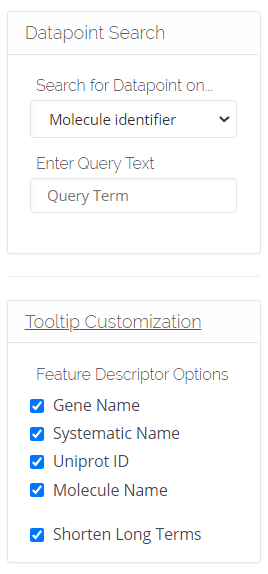 Datapoint Search
Search for Datapoint on...
Molecule identifier
Enter Query Text
Query Term
Tooltip Customization
Feature Descriptor Options
Gene Name
Systematic Name
Uniprot ID
Molecule Name
Shorten Long Terms